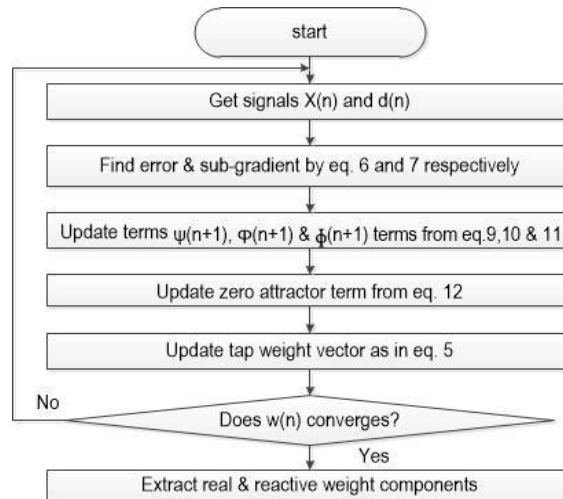 start
Get signals X(n) and d(n)
Find error & sub-gradient by eq. 6 and 7 respectively
Update terms ψ(n+1), φ(n+1) & ϕ(n+1) terms from eq.9,10 & 11
Update zero attractor term from eq. 12
Update tap weight vector as in eq. 5
No
Does w(n) converges?
Yes
Extract real & reactive weight components